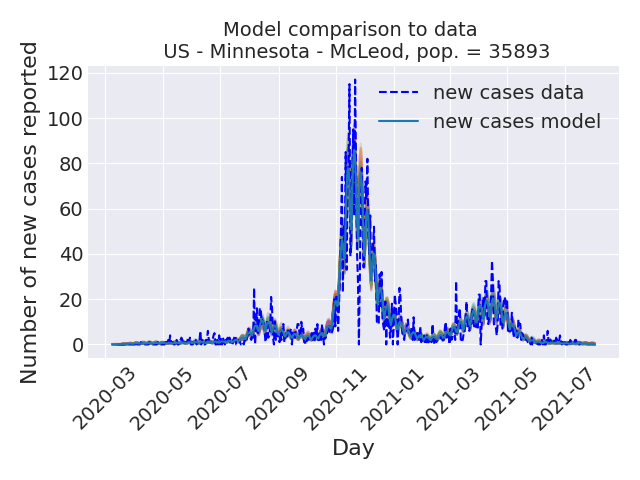 Model comparison to data
US - Minnesota - McLeod, pop. = 35893
Number of new cases reported
120
100
80
60
40
20
0
new cases data
new cases model
2020-03
2020-05
2020-07
2020-09
2020-11
2021-01
2021-03
2021-05
2021-07
Day